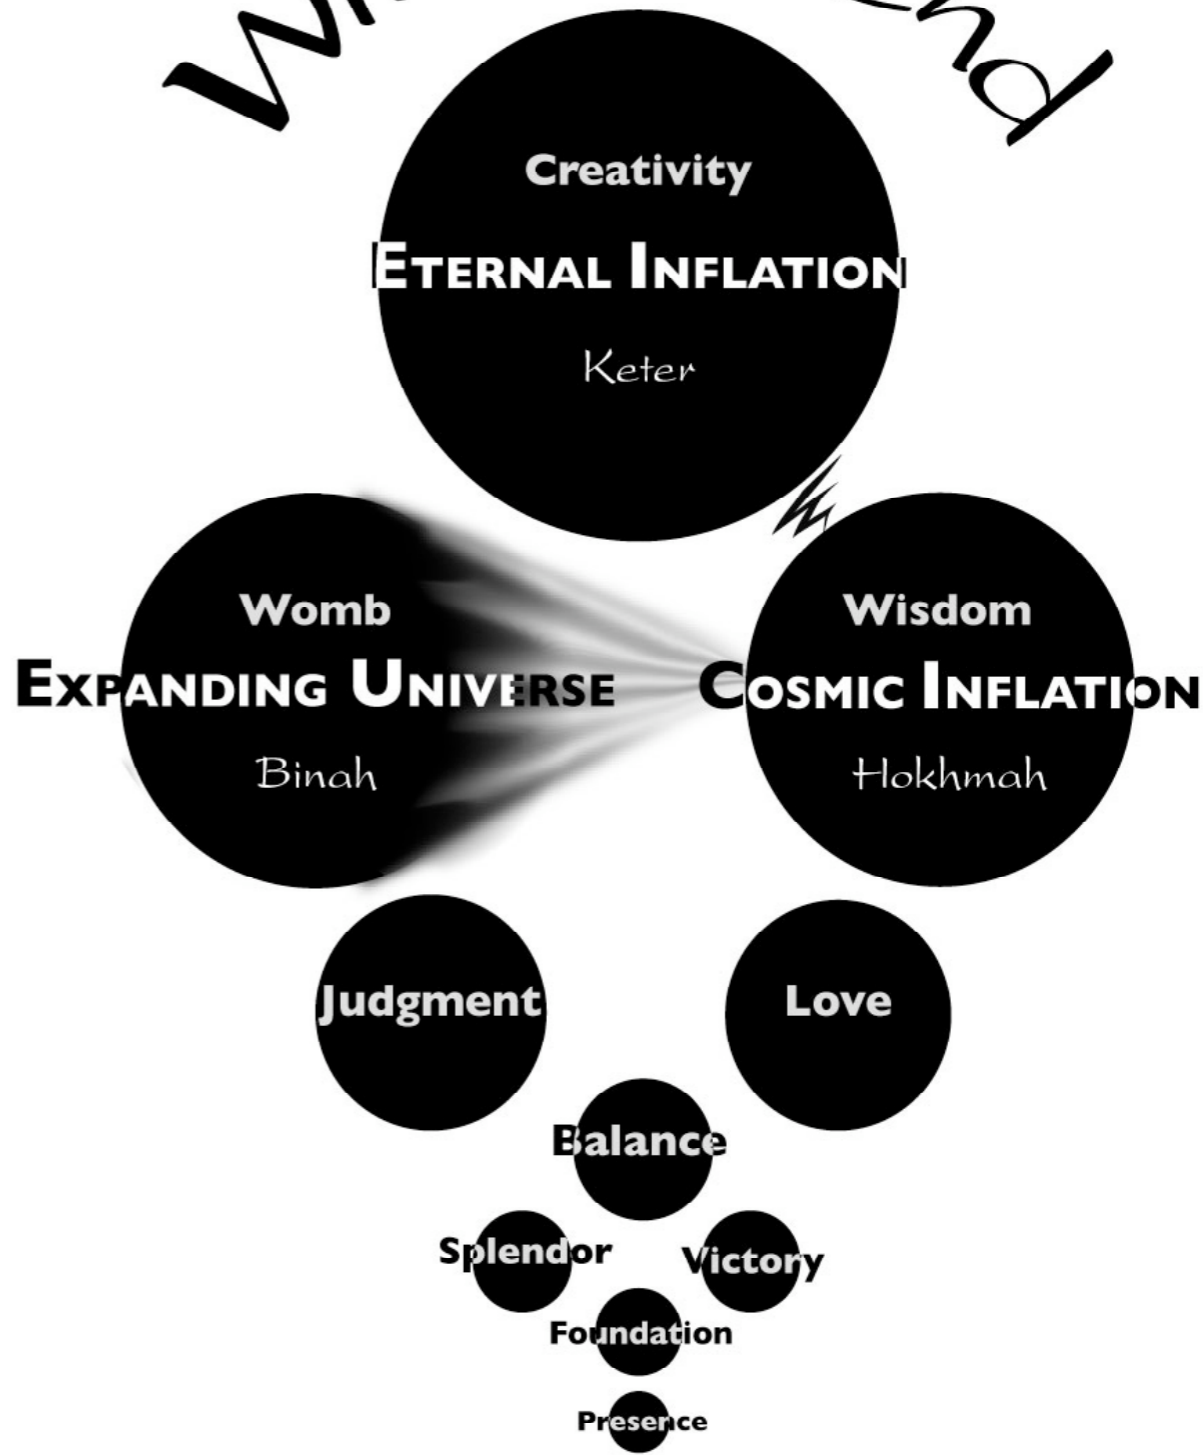 Creativity
ETERNAL INFLATION
Keter
Womb
Wisdom
EXPANDING UNIVERSE
COSMIC INFLATION
Binah
Hokhmah
Judgment
Love
Balance
Splendor
Victory
Foundation
Presence